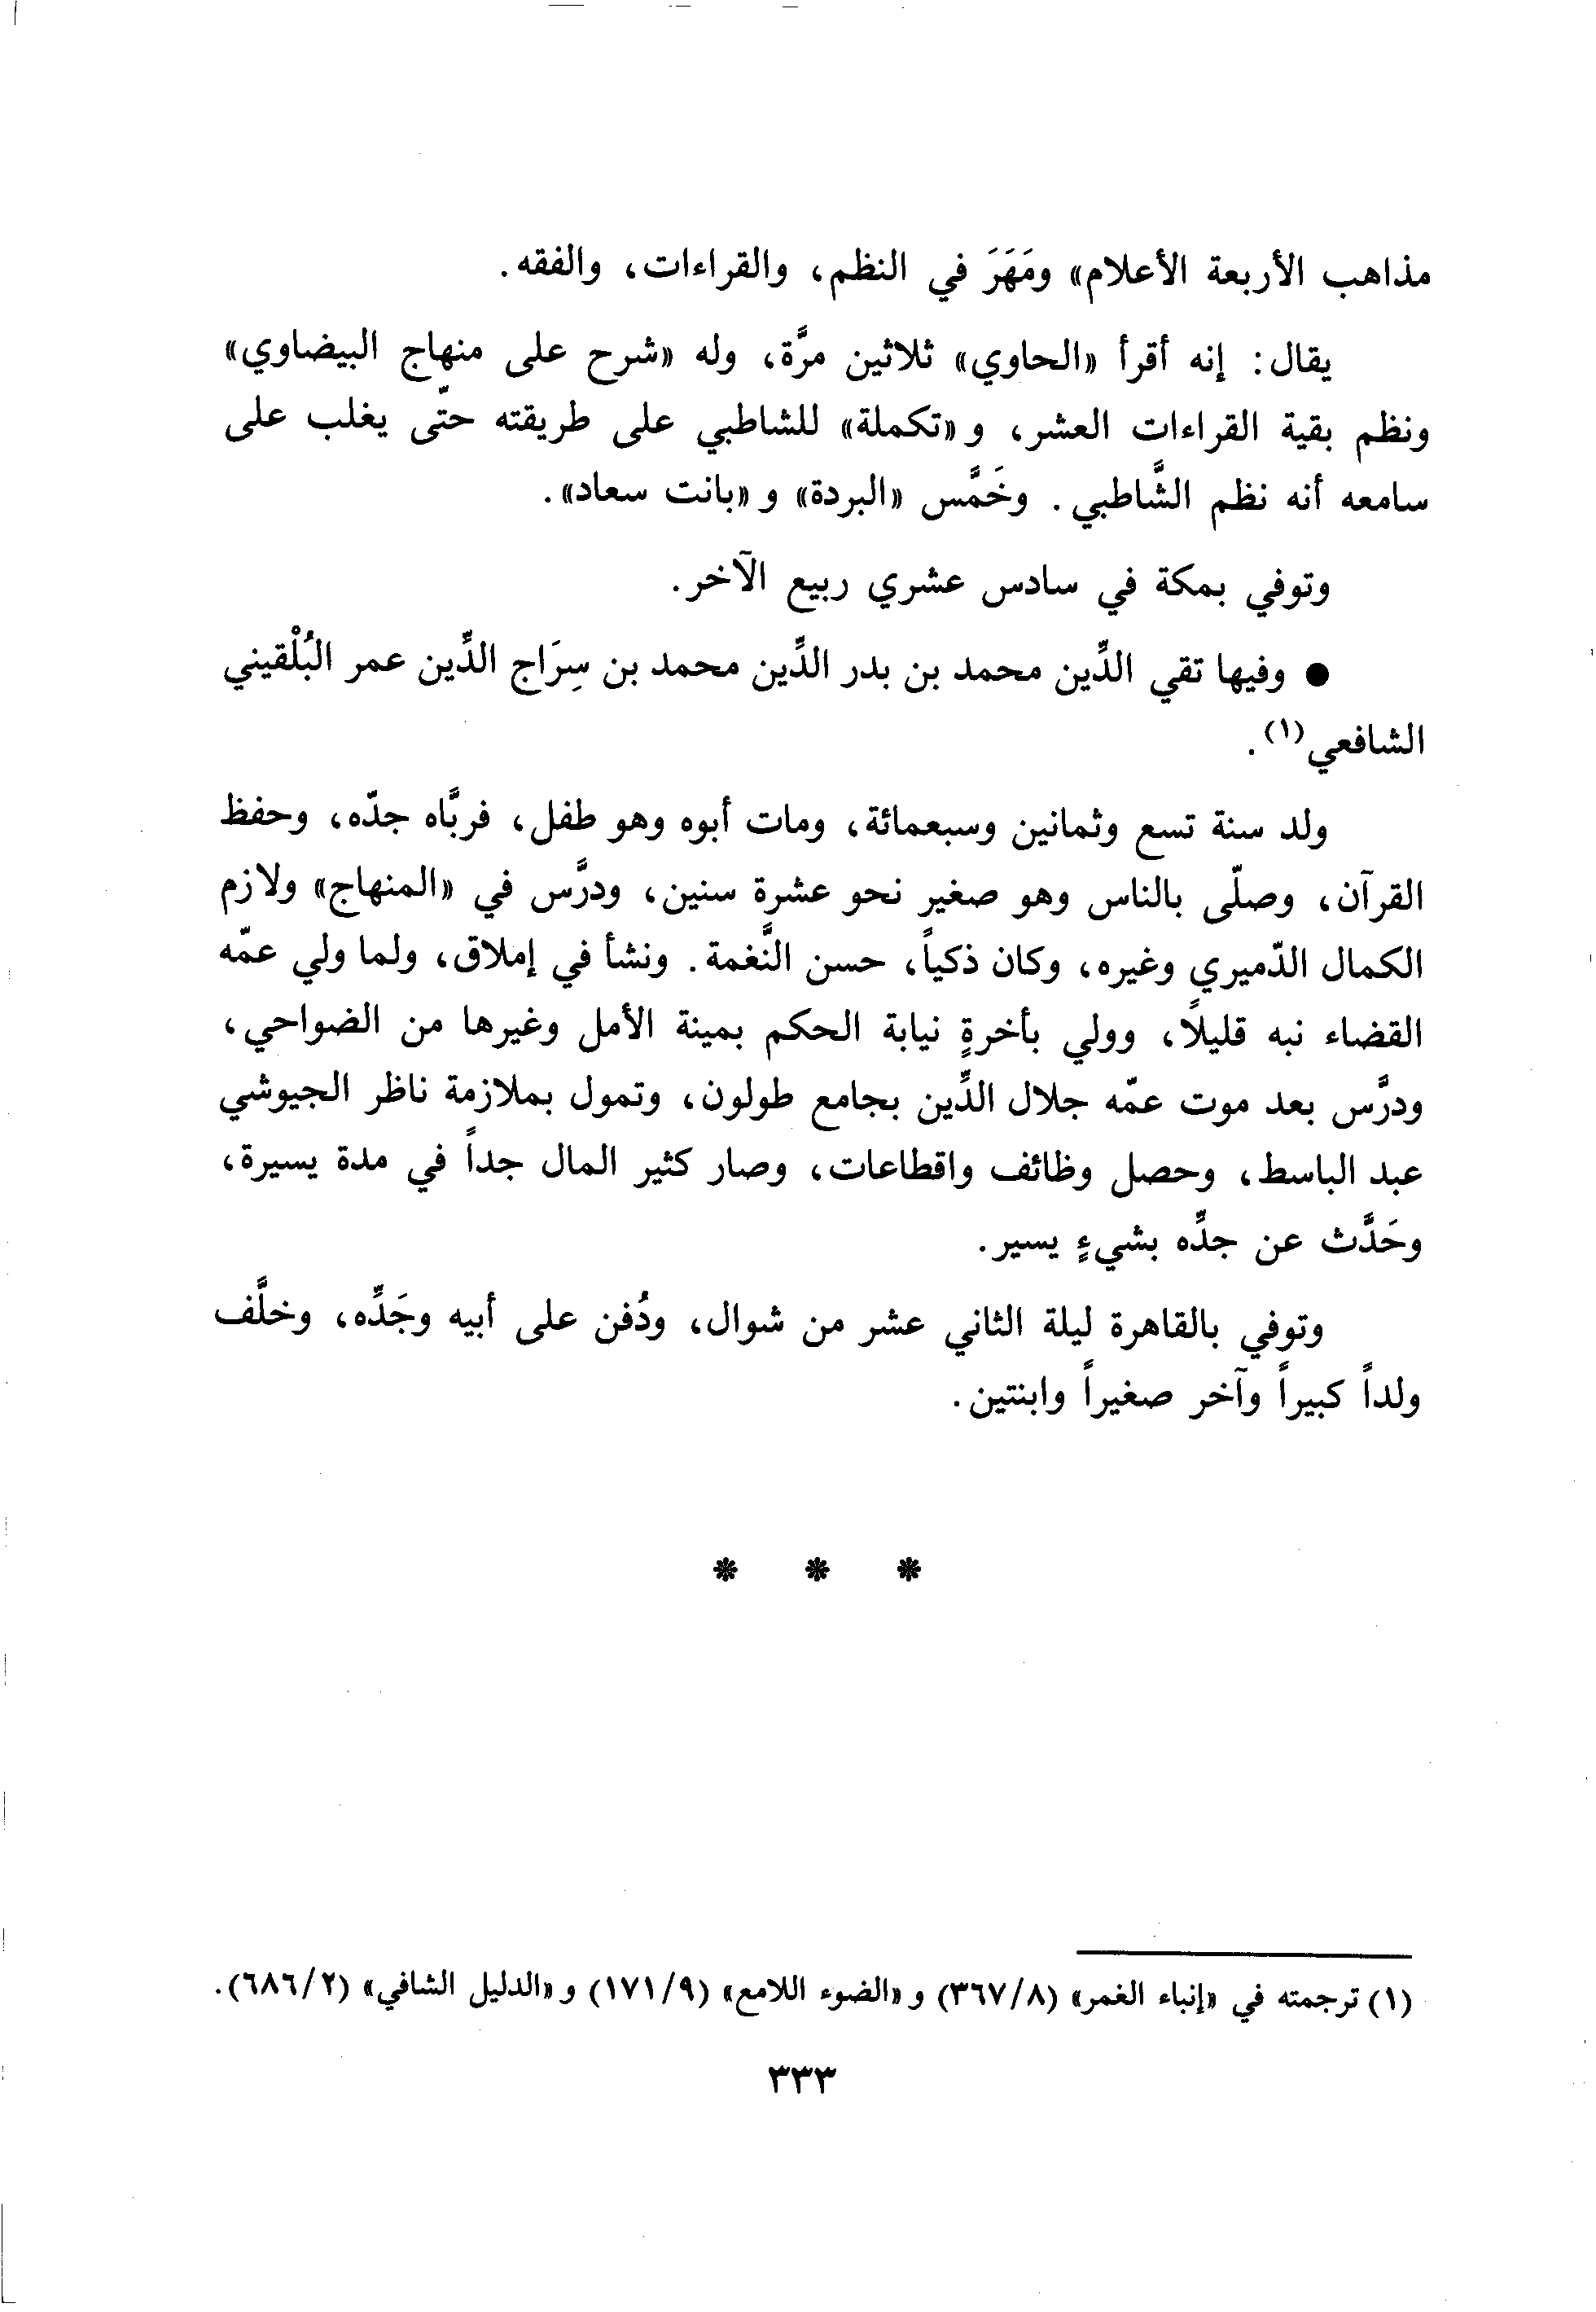 مذاهب الأربعة الأعلام» ومَهَرَ في النظم، والقراءات، والفقه.
يقال: إنه أقرأ «الحاوي» ثلاثين مرَّة، وله «شرح على منهاج البيضاوي»
ونظم بقية القراءات العشر، و «تكملة» للشاطبي على طريقته حتّى يغلب على
سامعه أنه نظم الشَّاطبي. وخَمَّس «البردة» و «بانت سعاد».
وتوفي بمكة في سادس عشري ربيع الآخر.
● وفيها تقي الدِّين محمد بن بدر الدِّين محمد بن سِرَاج الدِّين عمر البُلْقيني
الشافعي(١).
ولد سنة تسع وثمانين وسبعمائة، ومات أبوه وهو طفل، فربَّاه جدّه، وحفظ
القرآن، وصلّى بالناس وهو صغير نحو عشرة سنين، ودرَّس في «المنهاج» ولازم
الكمال الدّميري وغيره، وكان ذكياً، حسن النَّغمة. ونشأ في إملاق، ولما ولي عمّه
القضاء نبه قليلاً، وولي بأخرةٍ نيابة الحكم بمينة الأمل وغيرها من الضواحي،
ودرَّس بعد موت عمّه جلال الدِّين بجامع طولون، وتمول بملازمة ناظر الجيوشي
عبد الباسط، وحصل وظائف واقطاعات، وصار كثير المال جداً في مدة يسيرة،
وحَدَّث عن جدِّه بشيءٍ يسير.
وتوفي بالقاهرة ليلة الثاني عشر من شوال، ودُفن على أبيه وجَدِّه، وخلَّف
ولداً كبيراً وآخر صغيراً وابنتين.
* * *
(١) ترجمته في «إنباء الغمر» (٣٦٧/٨) و «الضوء اللامع» (١٧١/٩) و «الدليل الشافي» (٦٨٦/٢).
٣٣٣